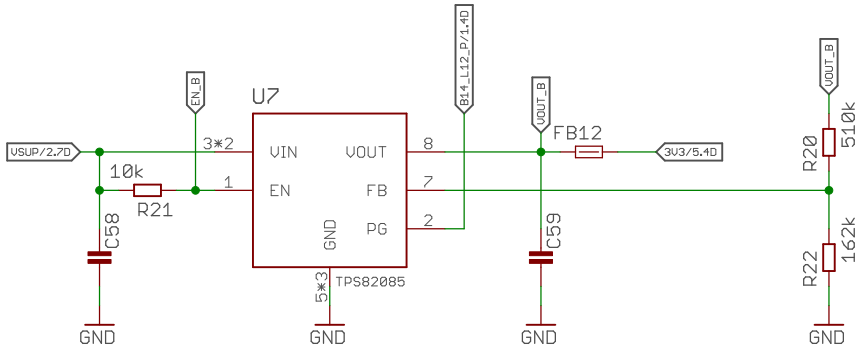 B14_L12_P/1.4D
VOUT_B
EN_B
VOUT_B
U7
510k
FB12
R20
3*2
8
VSUP/2.7D
VIN
VOUT
3V3/5.4D
10k
1
EN
FB
7
R21
2
PG
GND
C58
C59
162k
R22
5*3
TPS82085
GND
GND
GND
GND